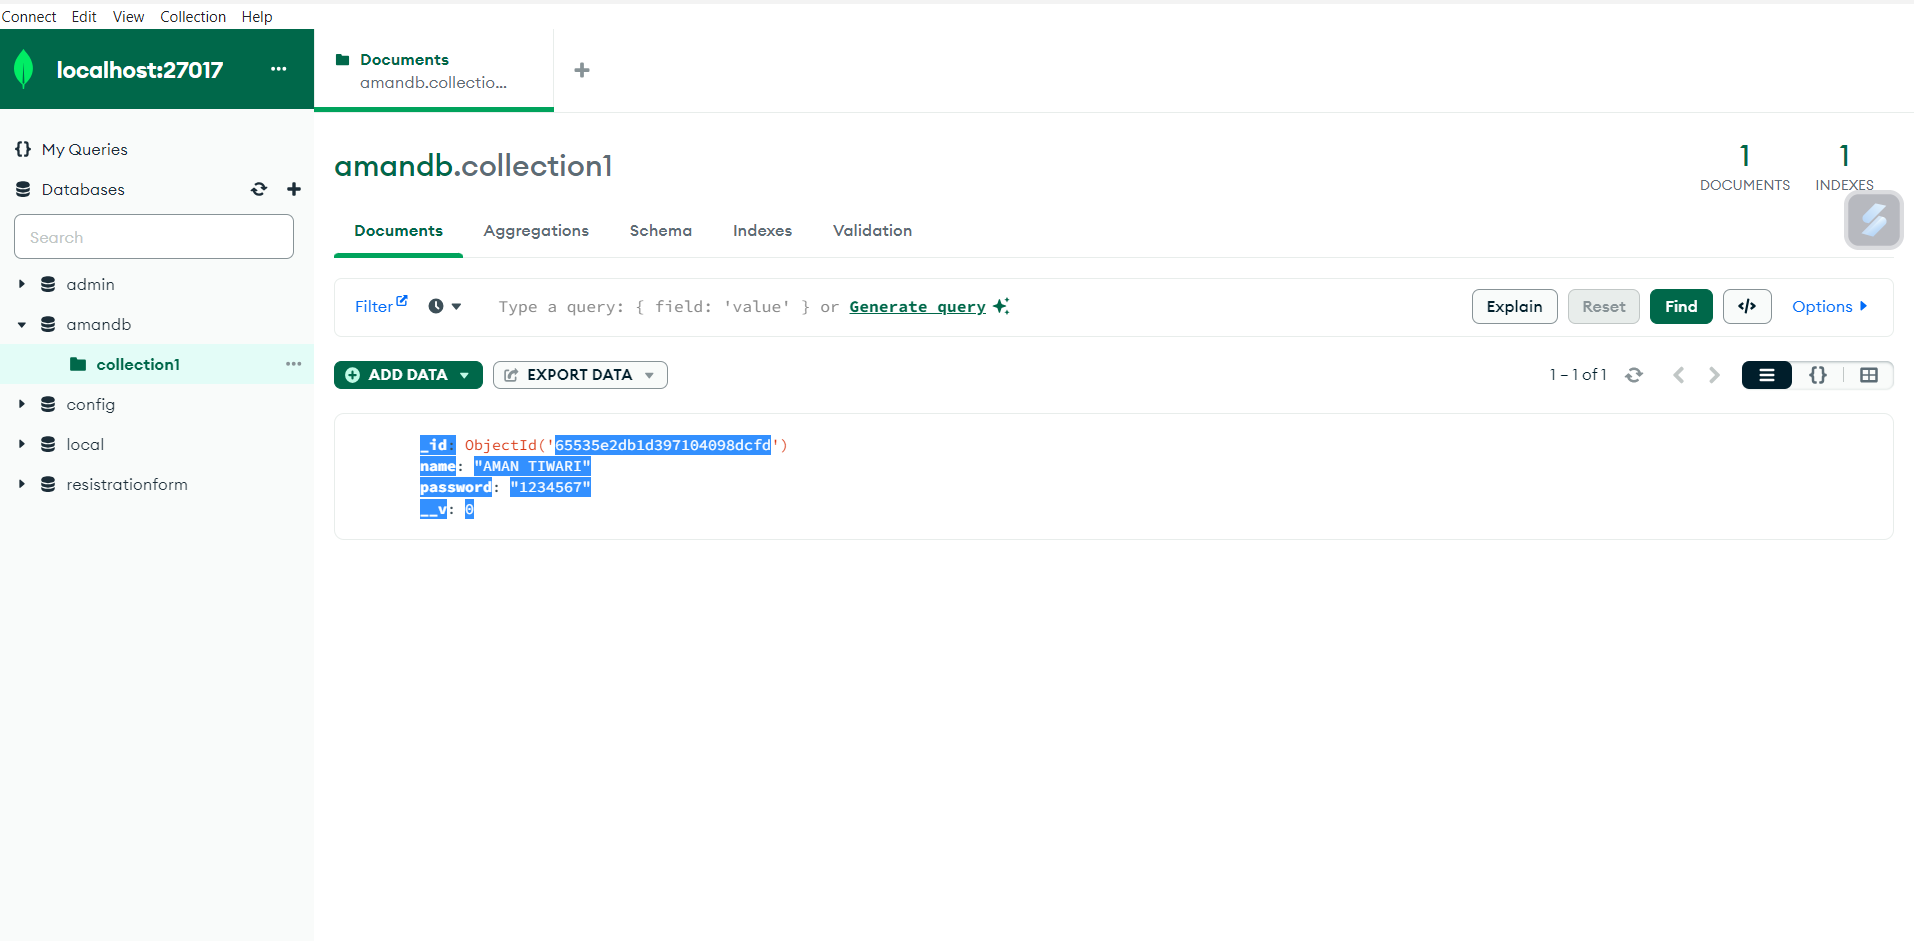 Connect Edit View Collection Help
localhost:27017 ···
Documents
amandb.collectio...
My Queries
Databases
Search
admin
amandb
collection1
config
local
resistrationform
amandb.collection1
1
DOCUMENTS
1
INDEXES
Documents Aggregations Schema Indexes Validation
Filter Type a query: { field: 'value' } or Generate query Explain Reset Find </> Options
ADD DATA EXPORT DATA 1 – 1 of 1 {}
_id: ObjectId('65535e2db1d397104098dcfd')
name: "AMAN TIWARI"
password: "1234567"
__v: 0